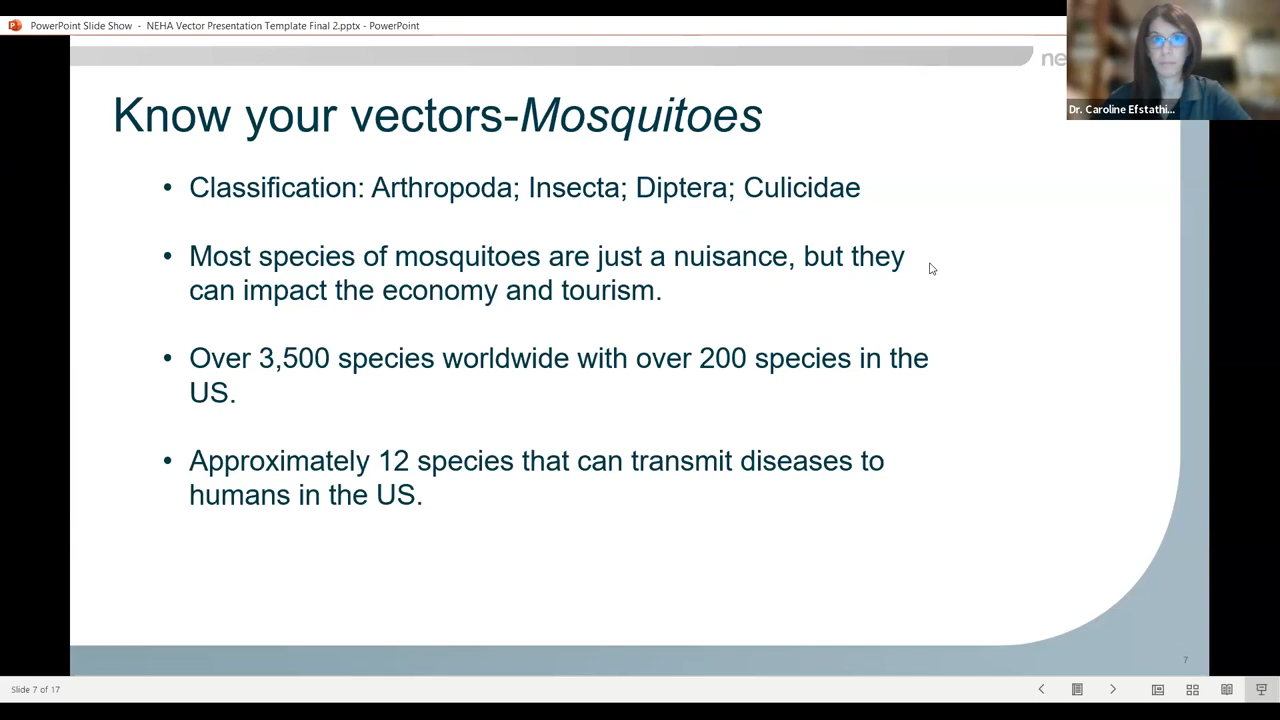 PowerPoint Slide Show - NEHA Vector Presentation Template Final 2.pptx - PowerPoint
ne
Dr. Caroline Efstathi...
Know your vectors-Mosquitoes
• Classification: Arthropoda; Insecta; Diptera; Culicidae
• Most species of mosquitoes are just a nuisance, but they
can impact the economy and tourism.
• Over 3,500 species worldwide with over 200 species in the
US.
• Approximately 12 species that can transmit diseases to
humans in the US.
7
Slide 7 of 17